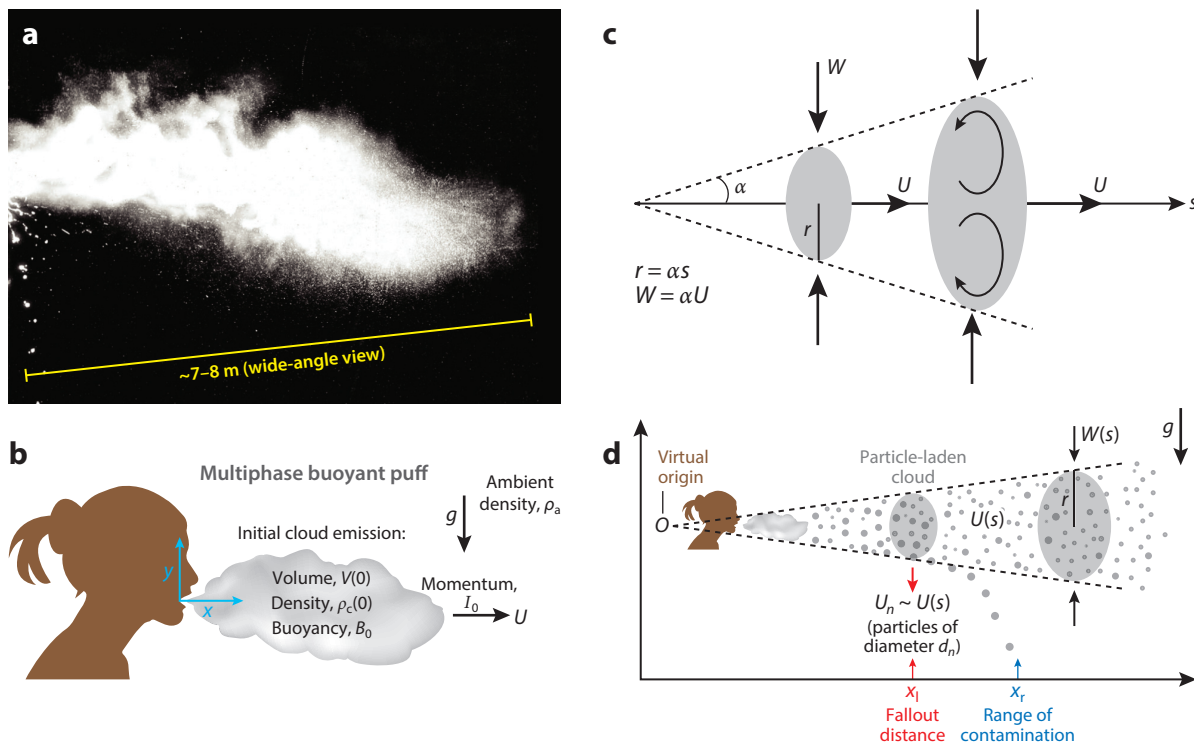 a
~7–8 m (wide-angle view)
b
Multiphase buoyant puff
Ambient
density, ρa
g
Initial cloud emission:
Volume, V(0)
Density, ρc(0)
Buoyancy, B0
Momentum,
I0
U
y
x
c
W
α
U
U
s
r
r = αs
W = αU
d
Virtual
origin
O
Particle-laden
cloud
W(s)
g
r
U(s)
Un ~ U(s)
(particles of
diameter dn)
xl
Fallout
distance
xr
Range of
contamination